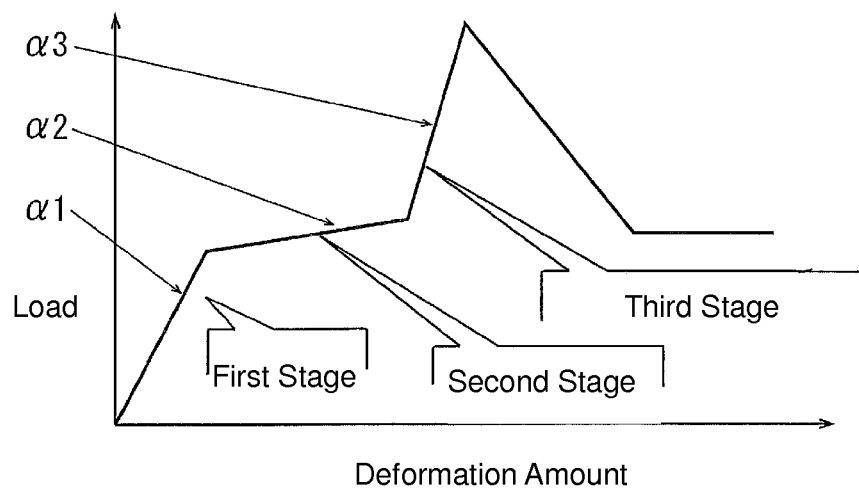 α3
α2
α1
Load
Third Stage
First Stage
Second Stage
Deformation Amount